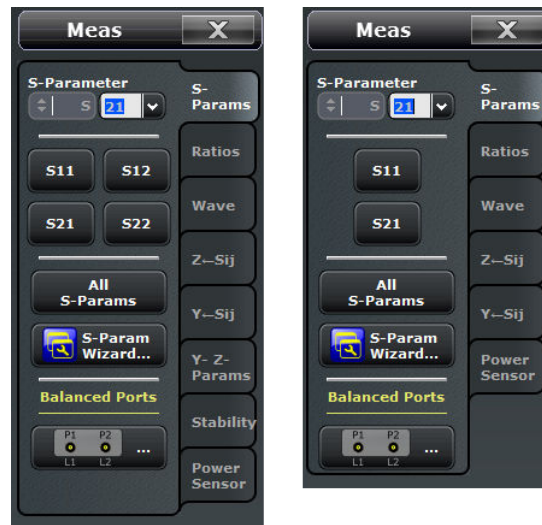 Meas X
S-Parameter
S 21
S11 S12
S21 S22
All
S-Params
S-Param
Wizard...
Balanced Ports
P1 P2
...
L1 L2
S-
Params
Ratios
Wave
Z←Sij
Y←Sij
Y- Z-
Params
Stability
Power
Sensor
Meas X
S-Parameter
S 21
S11
S21
All
S-Params
S-Param
Wizard...
Balanced Ports
P1 P2
...
L1 L2
S-
Params
Ratios
Wave
Z←Sij
Y←Sij
Power
Sensor